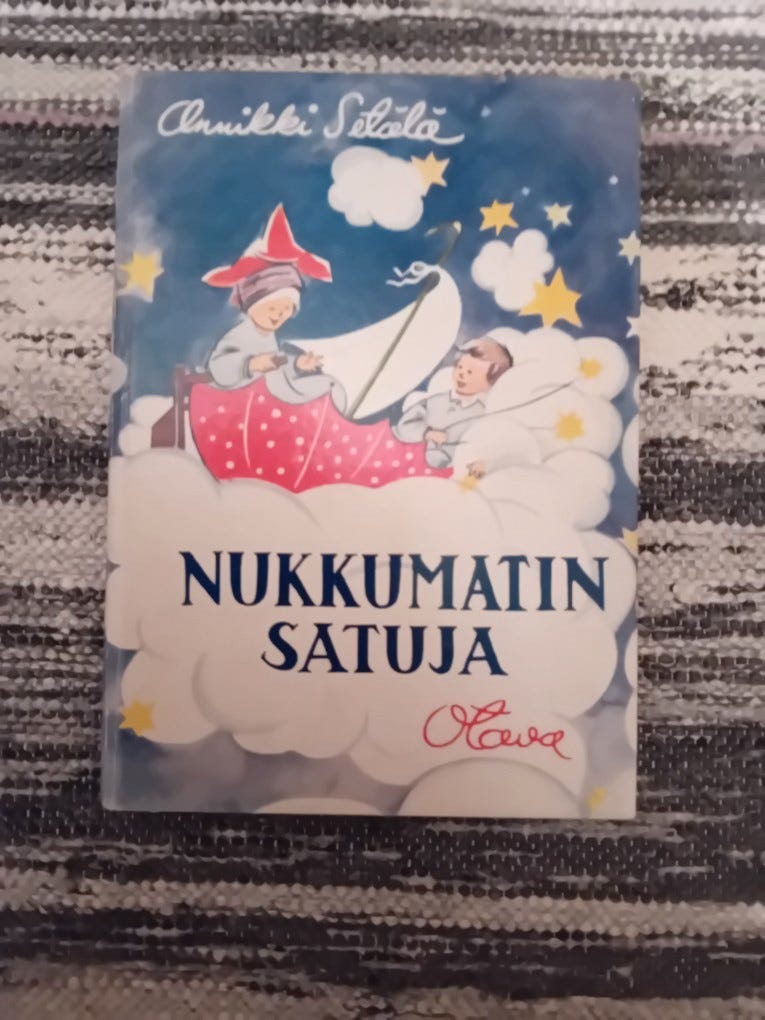 Annikki Setälä
NUKKUMATIN
SATUJA
Otava